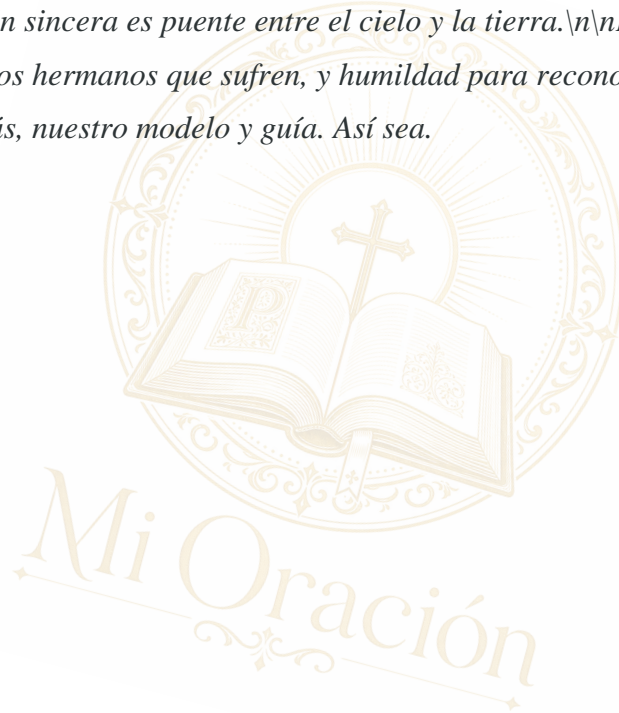 n sincera es puente entre el cielo y la tierra.\n\n
os hermanos que sufren, y humildad para recono
ís, nuestro modelo y guía. Así sea.
P
Mi Oración